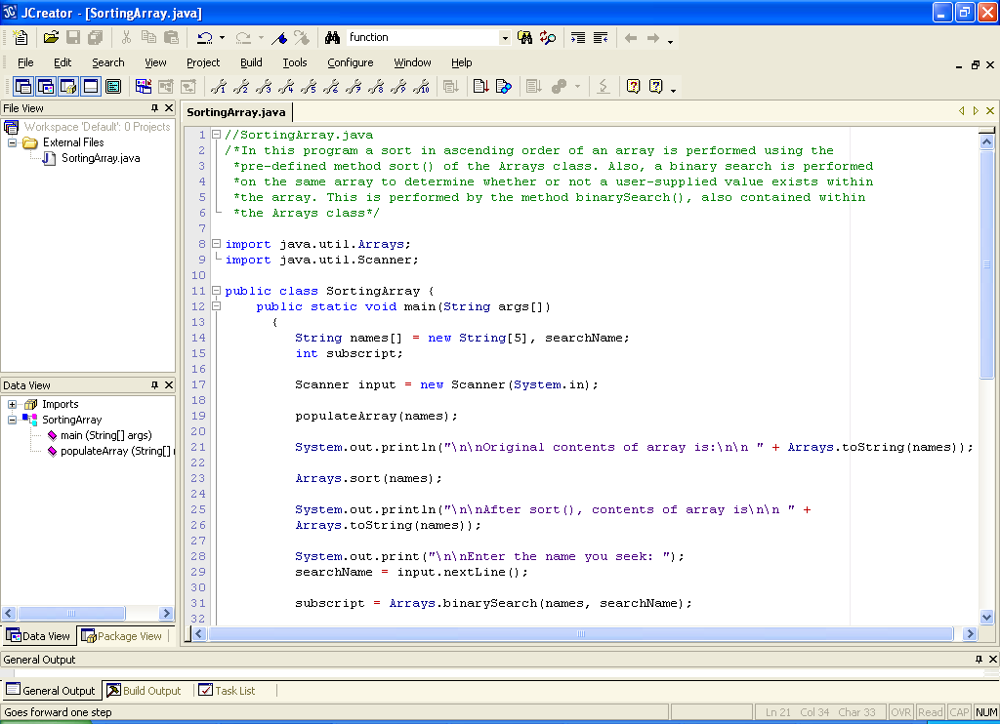 JCreator - [SortingArray.java]
function
File Edit Search View Project Build Tools Configure Window Help
File View
Workspace 'Default': 0 Projects
External Files
SortingArray.java
Data View
Imports
SortingArray
main (String[] args)
populateArray (String[]
Data View Package View
SortingArray.java
1 //SortingArray.java
2 /*In this program a sort in ascending order of an array is performed using the
3 *pre-defined method sort() of the Arrays class. Also, a binary search is performed
4 *on the same array to determine whether or not a user-supplied value exists within
5 *the array. This is performed by the method binarySearch(), also contained within
6 *the Arrays class*/
7
8 import java.util.Arrays;
9 import java.util.Scanner;
10
11 public class SortingArray {
12 public static void main(String args[])
13 {
14 String names[] = new String[5], searchName;
15 int subscript;
16
17 Scanner input = new Scanner(System.in);
18
19 populateArray(names);
20
21 System.out.println("\n\nOriginal contents of array is:\n\n " + Arrays.toString(names));
22
23 Arrays.sort(names);
24
25 System.out.println("\n\nAfter sort(), contents of array is\n\n " +
26 Arrays.toString(names));
27
28 System.out.print("\n\nEnter the name you seek: ");
29 searchName = input.nextLine();
30
31 subscript = Arrays.binarySearch(names, searchName);
32
General Output
General Output Build Output Task List
Goes forward one step
Ln 21 Col 34 Char 33 OVR Read CAP NUM